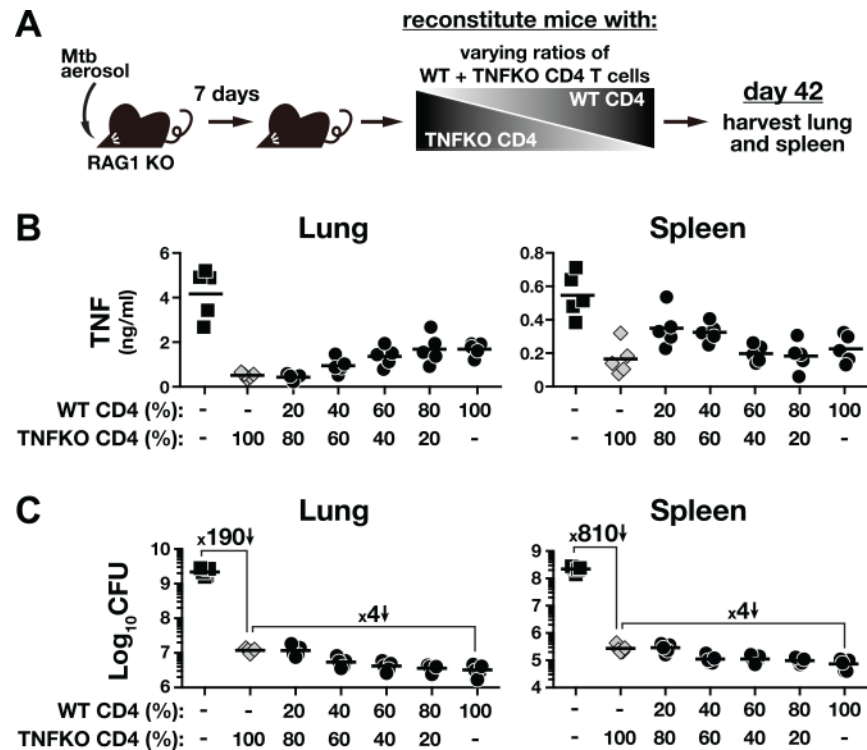 A
reconstitute mice with:
Mtb
aerosol
7 days
RAG1 KO
varying ratios of
WT + TNFKO CD4 T cells
WT CD4
TNFKO CD4
day 42
harvest lung
and spleen
B
Lung
Spleen
TNF
(ng/ml)
6
4
2
0
0.8
0.6
0.4
0.2
0
WT CD4 (%): - - 20 40 60 80 100 - - 20 40 60 80 100
TNFKO CD4 (%): - 100 80 60 40 20 - - 100 80 60 40 20 -
C
Lung
Spleen
Log10CFU
10
9
8
7
6
x190↓
x4↓
9
8
7
6
5
4
x810↓
x4↓
WT CD4 (%): - - 20 40 60 80 100 - - 20 40 60 80 100
TNFKO CD4 (%): - 100 80 60 40 20 - - 100 80 60 40 20 -